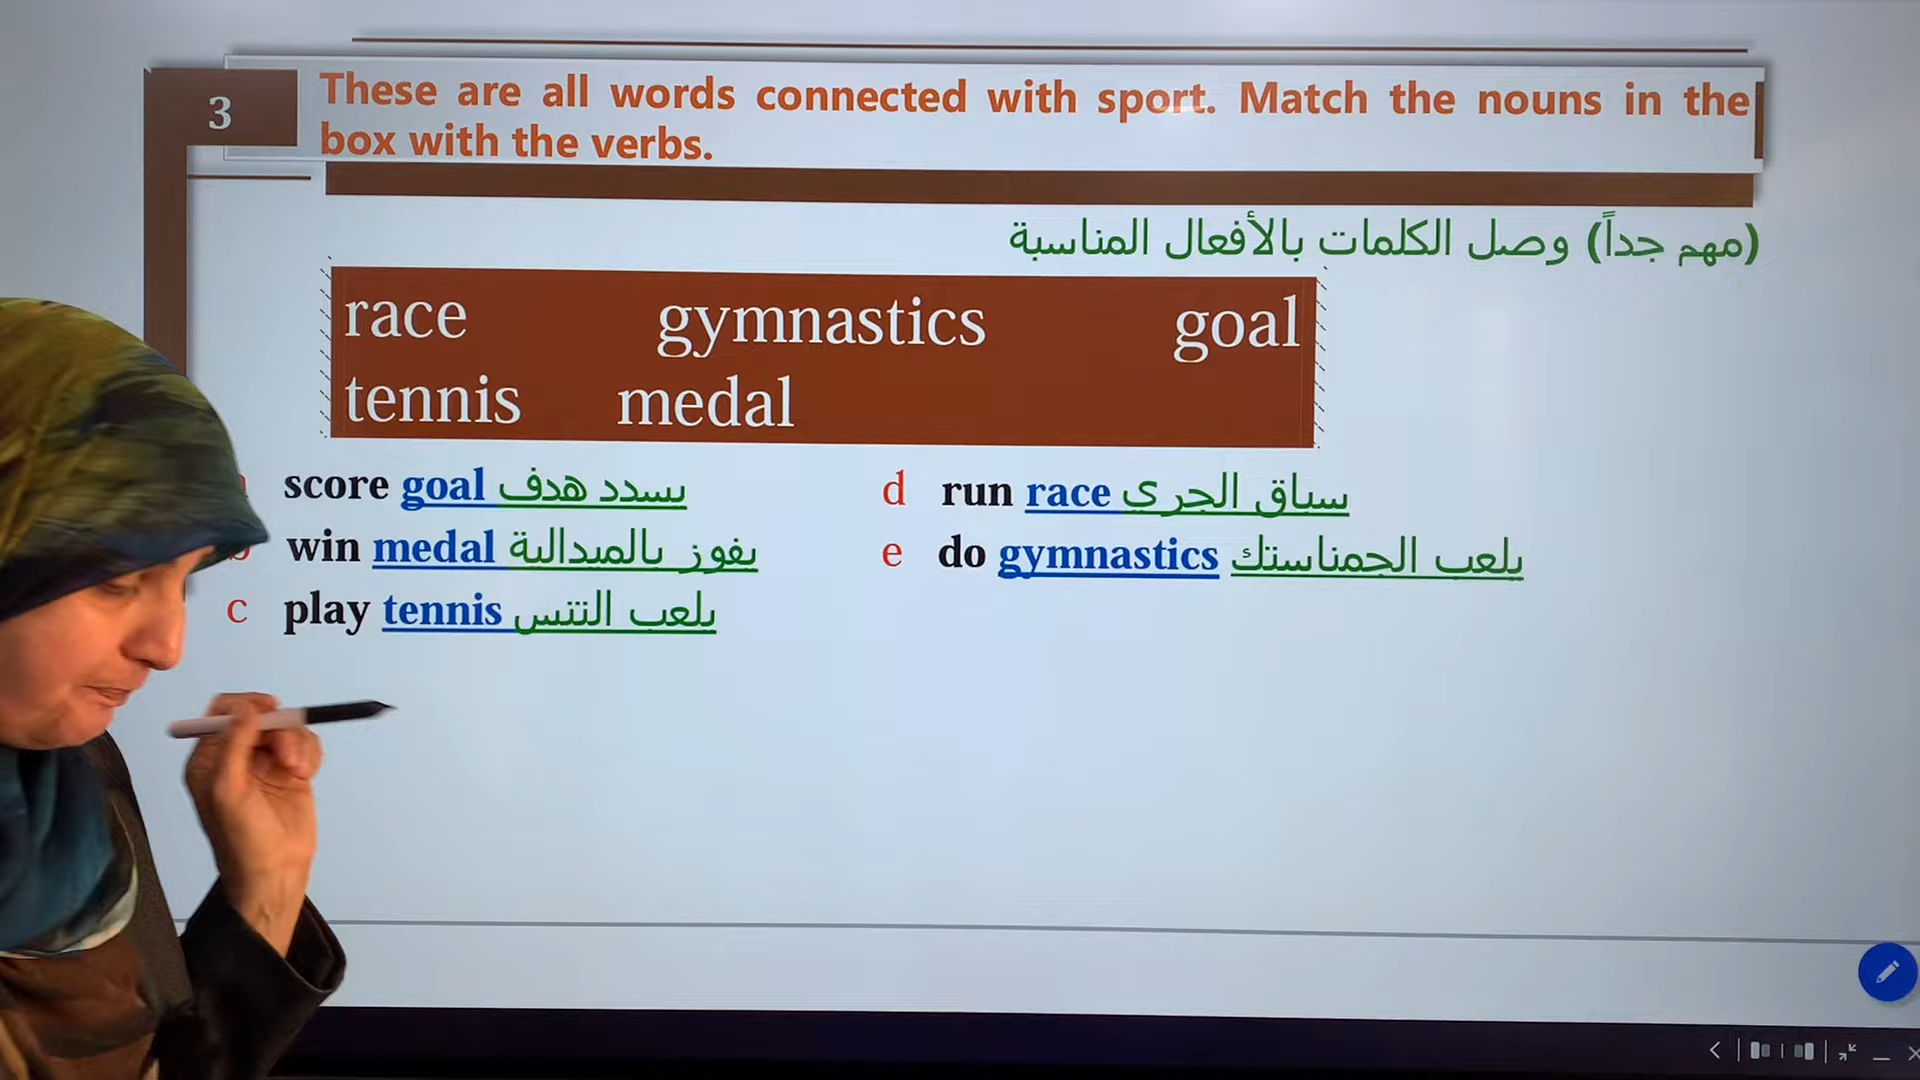 3
These are all words connected with sport. Match the nouns in the
box with the verbs.
(مهم جداً) وصل الكلمات بالأفعال المناسبة
race gymnastics goal
tennis medal
score goal يسدد هدف
win medal يفوز بالميدالية
c play tennis يلعب التنس
d run race سباق الجري
e do gymnastics يلعب الجمناستك